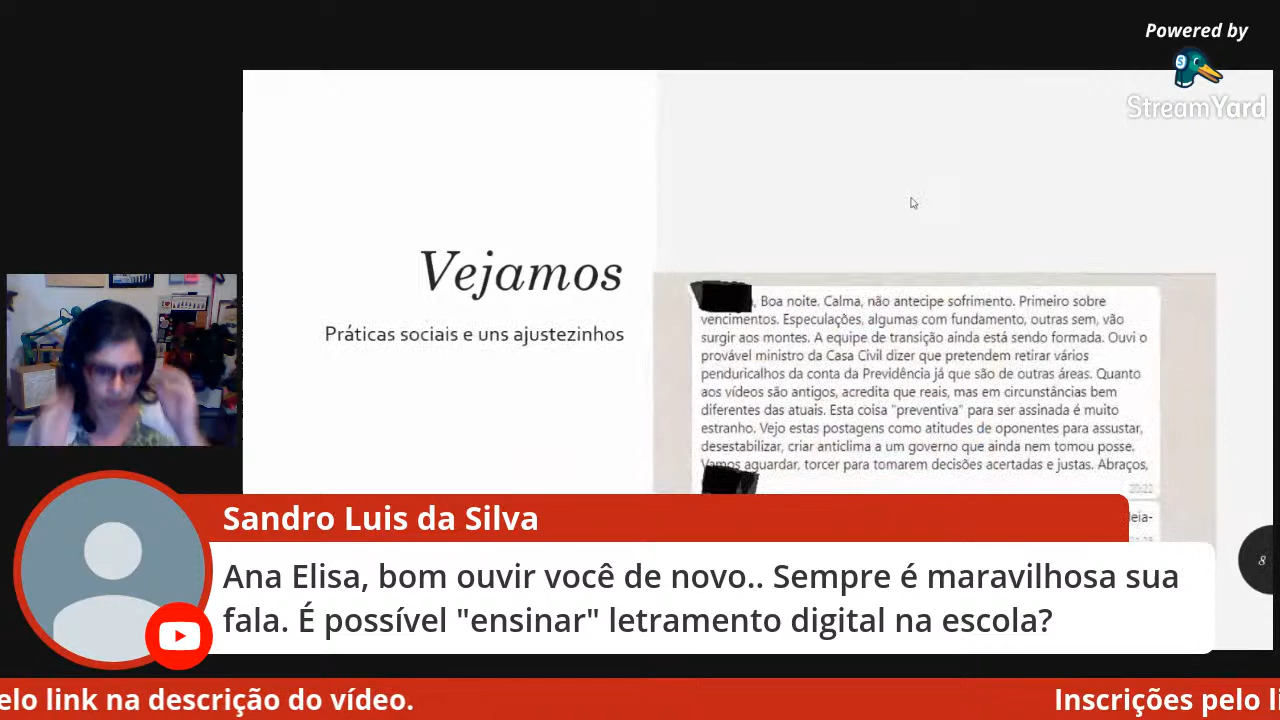 Powered by
StreamYard
Vejamos
Práticas sociais e uns ajustezinhos
, Boa noite. Calma, não antecipe sofrimento. Primeiro sobre
vencimentos. Especulações, algumas com fundamento, outras sem, vão
surgir aos montes. A equipe de transição ainda está sendo formada. Ouvi o
provável ministro da Casa Civil dizer que pretendem retirar vários
penduricalhos da conta da Previdência já que são de outras áreas. Quanto
aos vídeos são antigos, acredita que reais, mas em circunstâncias bem
diferentes das atuais. Esta coisa "preventiva" para ser assinada é muito
estranho. Vejo estas postagens como atitudes de oponentes para assustar,
desestabilizar, criar anticlima a um governo que ainda nem tomou posse.
Vamos aguardar, torcer para tomarem decisões acertadas e justas. Abraços,
8
Sandro Luis da Silva
Ana Elisa, bom ouvir você de novo.. Sempre é maravilhosa sua
fala. É possível "ensinar" letramento digital na escola?
elo link na descrição do vídeo.
Inscrições pelo li